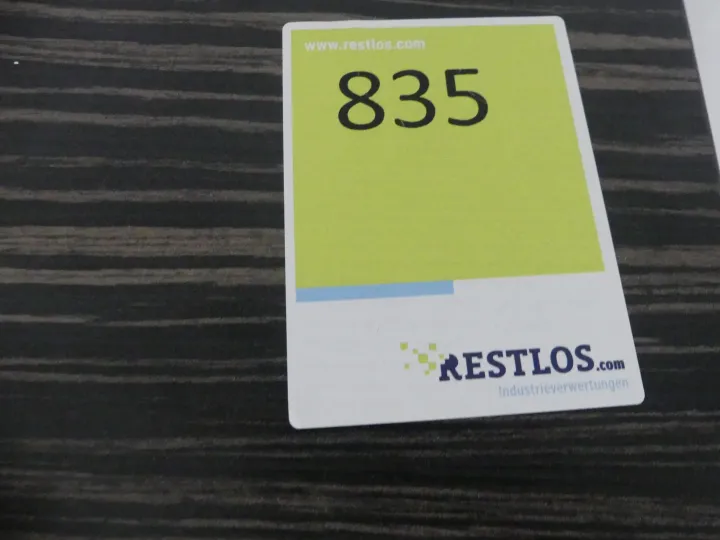 www.restlos.com
835
RESTLOS.com
Industrieverwertungen